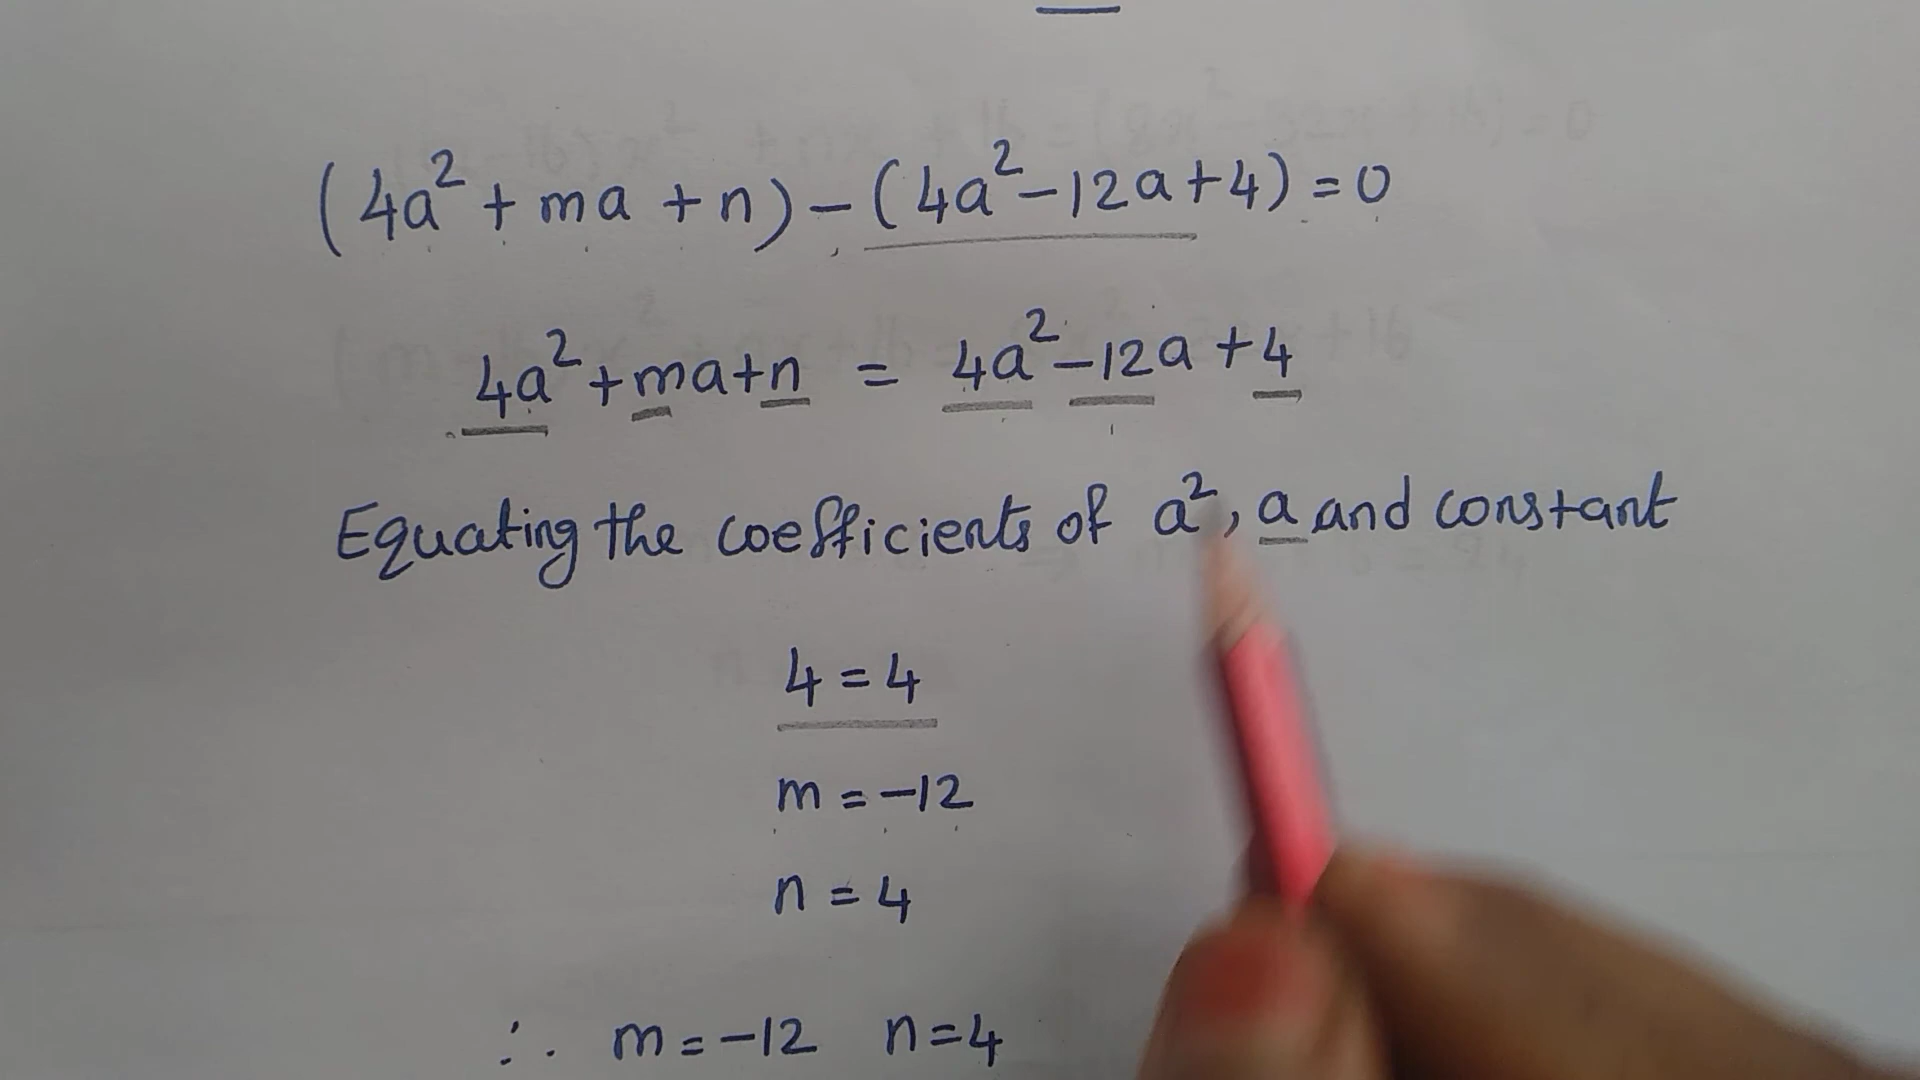 (4a² + ma + n) − (4a² − 12a + 4) = 0
4a² + ma + n = 4a² − 12a + 4
Equating the coefficients of a², a and constant
4 = 4
m = −12
n = 4
∴ m = −12 n = 4